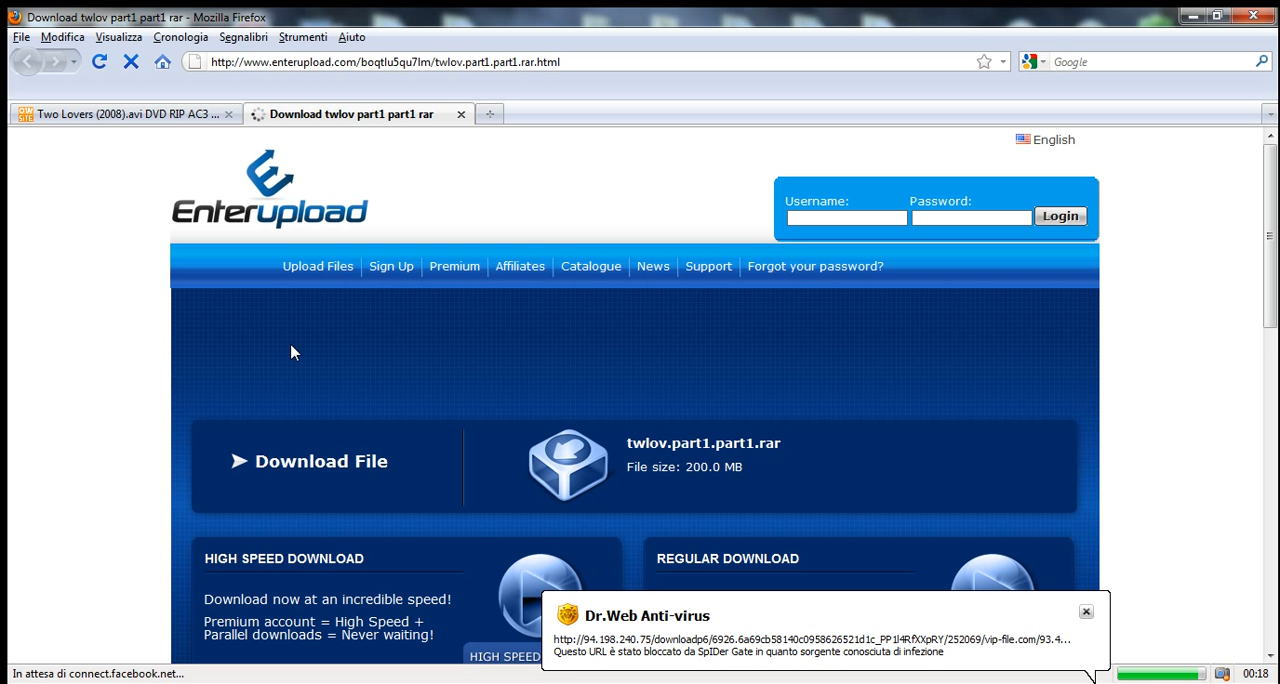 Download twlov part1 part1 rar - Mozilla Firefox
File Modifica Visualizza Cronologia Segnalibri Strumenti Aiuto
http://www.enterupload.com/boqtlu5qu7lm/twlov.part1.part1.rar.html
Google
Two Lovers (2008).avi DVD RIP AC3 ...
Download twlov part1 part1 rar
English
Enterupload
Username: Password:
Login
Upload Files Sign Up Premium Affiliates Catalogue News Support Forgot your password?
Download File
twlov.part1.part1.rar
File size: 200.0 MB
HIGH SPEED DOWNLOAD
Download now at an incredible speed!
Premium account = High Speed +
Parallel downloads = Never waiting!
HIGH SPEED
REGULAR DOWNLOAD
Dr.Web Anti-virus
http://94.198.240.75/downloadp6/6926.6a69cb58140c0958626521d1c_PP1l4RfXXpRY/252069/vip-file.com/93.4...
Questo URL è stato bloccato da SpIDer Gate in quanto sorgente conosciuta di infezione
In attesa di connect.facebook.net...
00:18